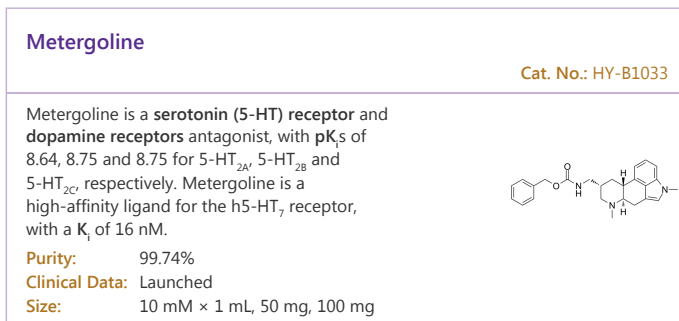 Metergoline
Cat. No.: HY-B1033
Metergoline is a serotonin (5-HT) receptor and
dopamine receptors antagonist, with pKᵢs of
8.64, 8.75 and 8.75 for 5-HT₂A, 5-HT₂B and
5-HT₂C, respectively. Metergoline is a
high-affinity ligand for the h5-HT₇ receptor,
with a Kᵢ of 16 nM.
O
O
N
H
H
N
H
N
Purity: 99.74%
Clinical Data: Launched
Size: 10 mM × 1 mL, 50 mg, 100 mg